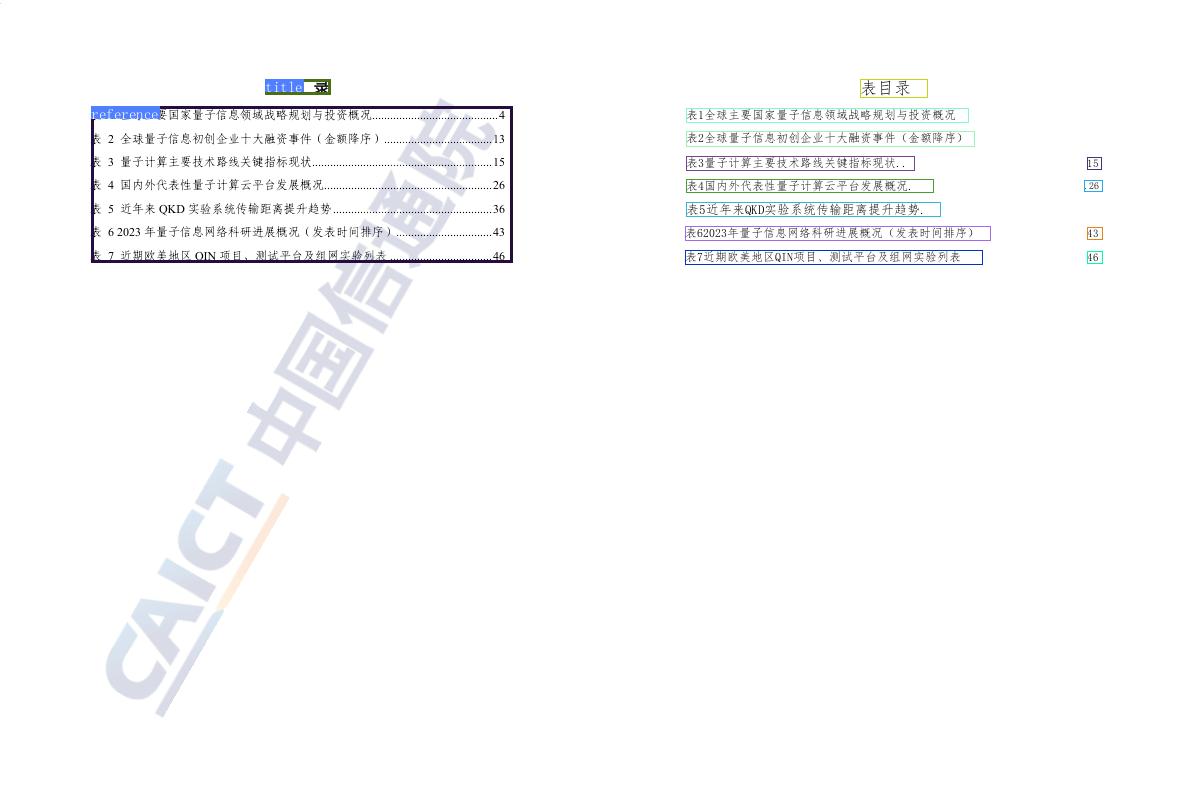 title 录
reference要国家量子信息领域战略规划与投资概况....................4
表 2 全球量子信息初创企业十大融资事件（金额降序）....................13
表 3 量子计算主要技术路线关键指标现状....................15
表 4 国内外代表性量子计算云平台发展概况....................26
表 5 近年来 QKD 实验系统传输距离提升趋势....................36
表 6 2023 年量子信息网络科研进展概况（发表时间排序）....................43
表 7 近期欧美地区 QIN 项目、测试平台及组网实验列表....................46
CAICT 中国信通院
表目录
表1全球主要国家量子信息领域战略规划与投资概况
表2全球量子信息初创企业十大融资事件（金额降序）
表3量子计算主要技术路线关键指标现状.. 15
表4国内外代表性量子计算云平台发展概况. 26
表5近年来QKD实验系统传输距离提升趋势.
表62023年量子信息网络科研进展概况（发表时间排序） 43
表7近期欧美地区QIN项目、测试平台及组网实验列表 46